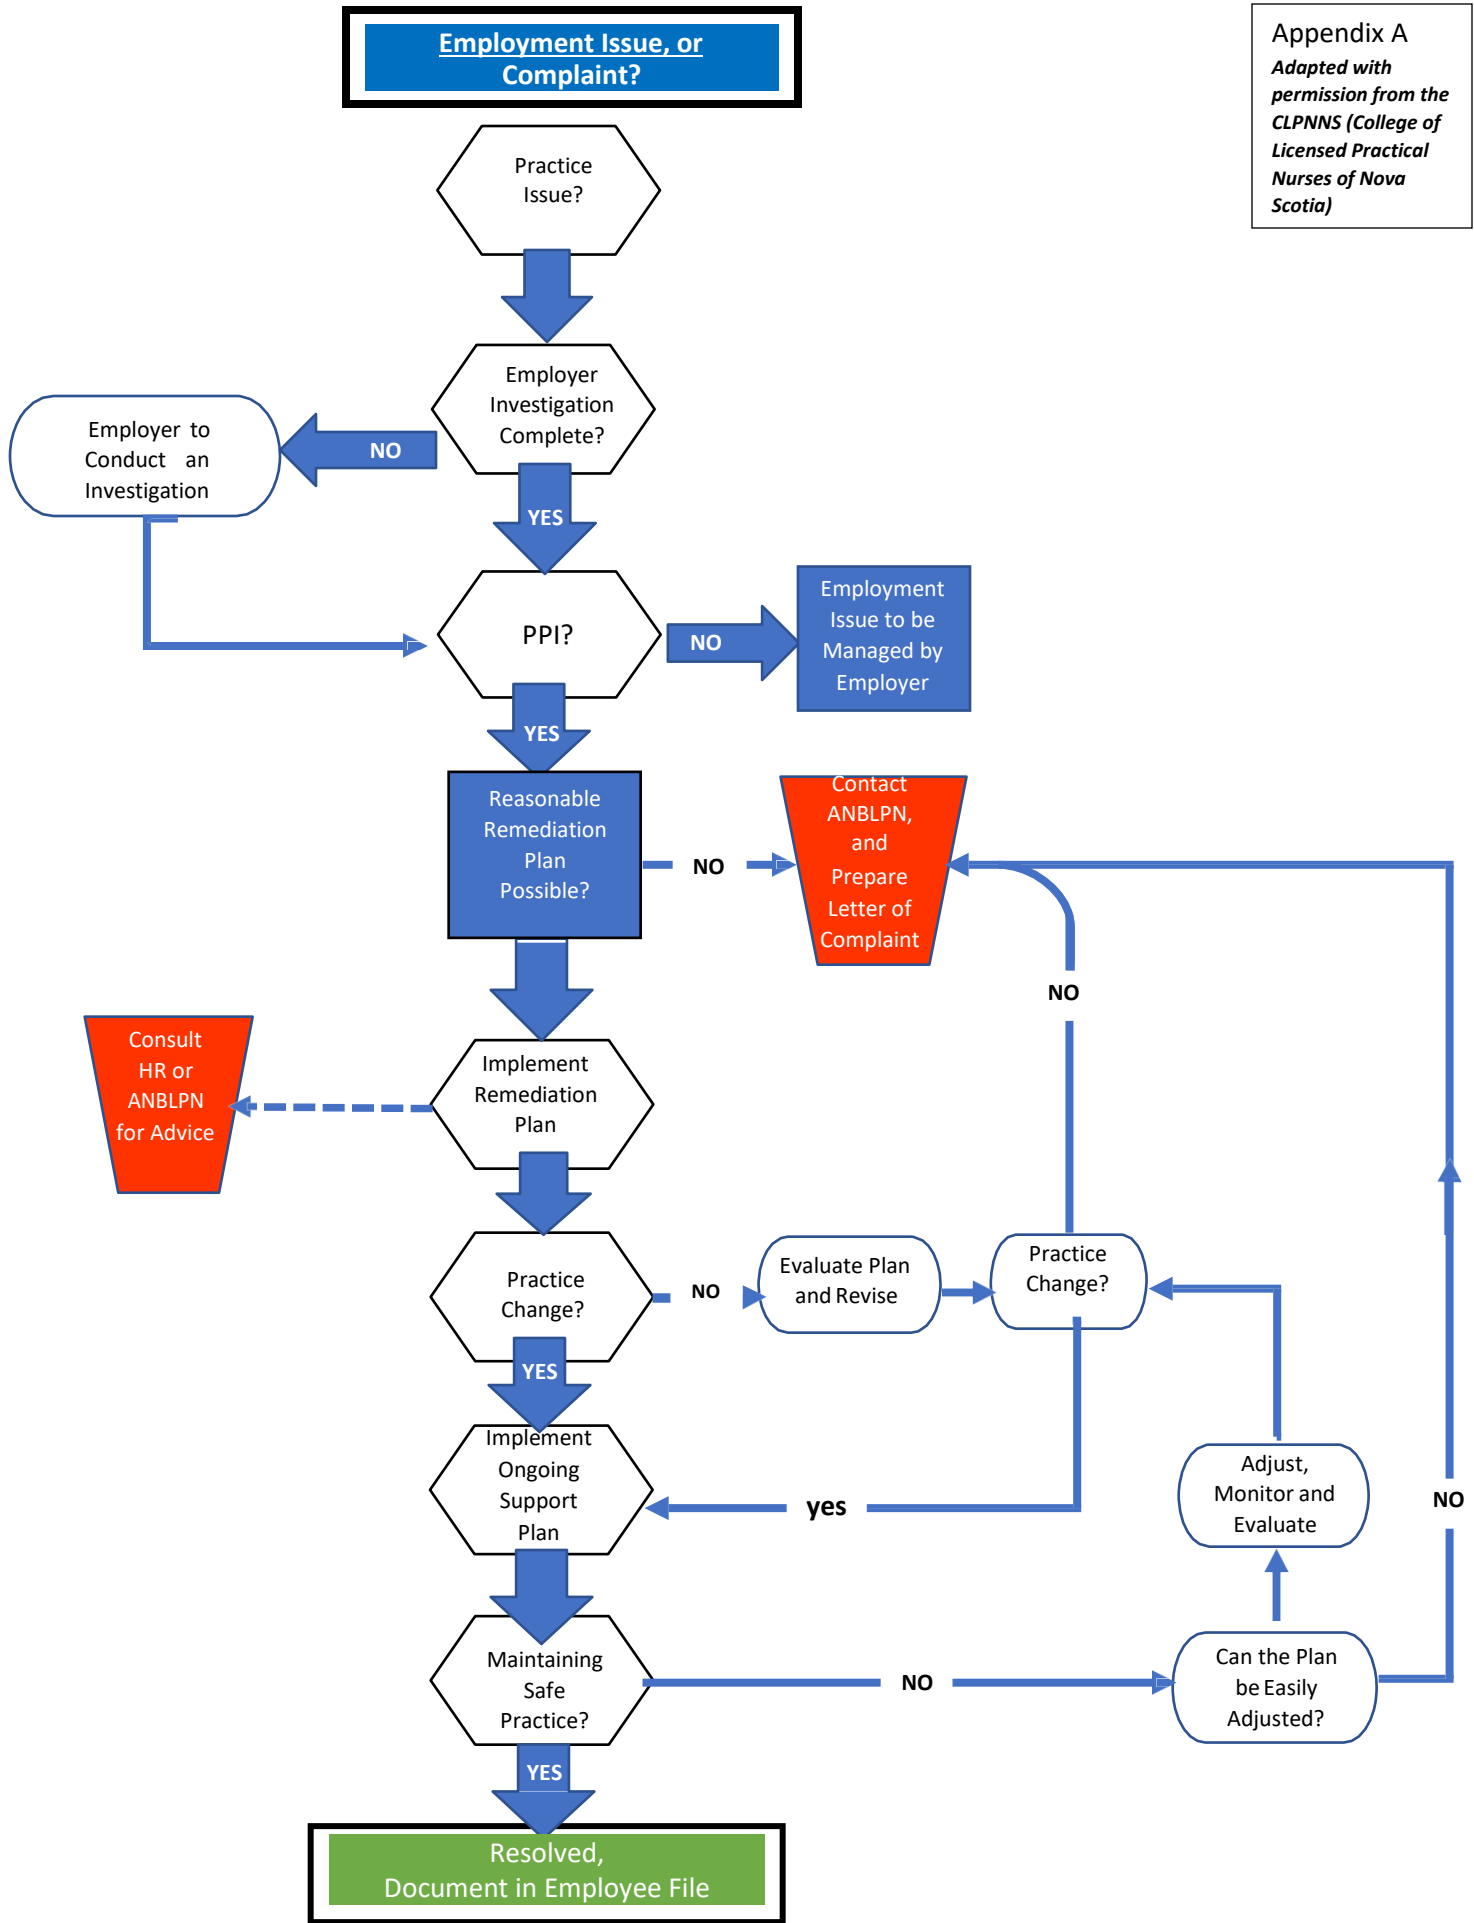 Employment Issue, or
Complaint?
Appendix A
Adapted with
permission from the
CLPNNS (College of
Licensed Practical
Nurses of Nova
Scotia)
Practice
Issue?
Employer
Investigation
Complete?
NO
Employer to
Conduct an
Investigation
YES
PPI?
NO
Employment
Issue to be
Managed by
Employer
YES
Reasonable
Remediation
Plan
Possible?
NO
Contact
ANBLPN,
and
Prepare
Letter of
Complaint
NO
Implement
Remediation
Plan
Consult
HR or
ANBLPN
for Advice
Practice
Change?
NO
Evaluate Plan
and Revise
Practice
Change?
YES
Implement
Ongoing
Support
Plan
yes
Adjust,
Monitor and
Evaluate
NO
Maintaining
Safe
Practice?
NO
Can the Plan
be Easily
Adjusted?
YES
Resolved,
Document in Employee File